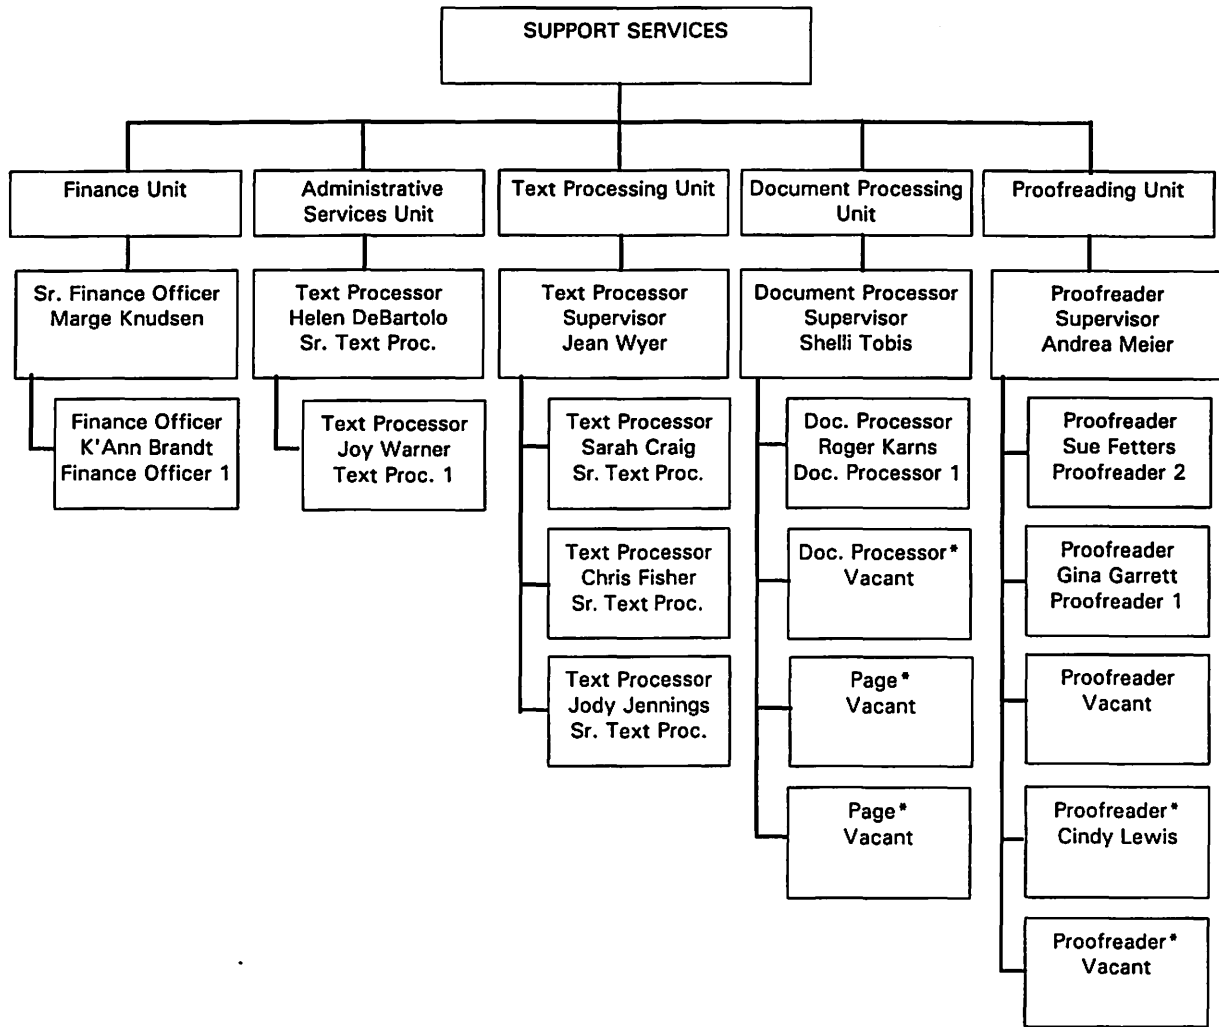 SUPPORT SERVICES
Finance Unit
Administrative
Services Unit
Text Processing Unit
Document Processing
Unit
Proofreading Unit
Sr. Finance Officer
Marge Knudsen
Text Processor
Helen DeBartolo
Sr. Text Proc.
Text Processor
Supervisor
Jean Wyer
Document Processor
Supervisor
Shelli Tobis
Proofreader
Supervisor
Andrea Meier
Finance Officer
K'Ann Brandt
Finance Officer 1
Text Processor
Joy Warner
Text Proc. 1
Text Processor
Sarah Craig
Sr. Text Proc.
Doc. Processor
Roger Karns
Doc. Processor 1
Proofreader
Sue Fetters
Proofreader 2
Text Processor
Chris Fisher
Sr. Text Proc.
Doc. Processor*
Vacant
Proofreader
Gina Garrett
Proofreader 1
Text Processor
Jody Jennings
Sr. Text Proc.
Page*
Vacant
Proofreader
Vacant
Page*
Vacant
Proofreader*
Cindy Lewis
Proofreader*
Vacant